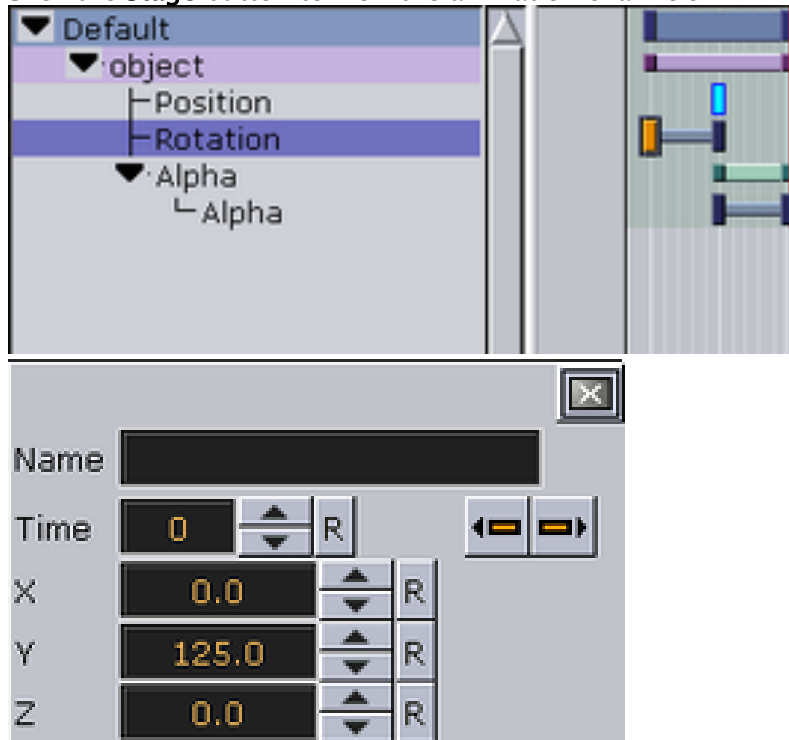 Default
object
Position
Rotation
Alpha
Alpha
Name
Time 0 R
X 0.0 R
Y 125.0 R
Z 0.0 R